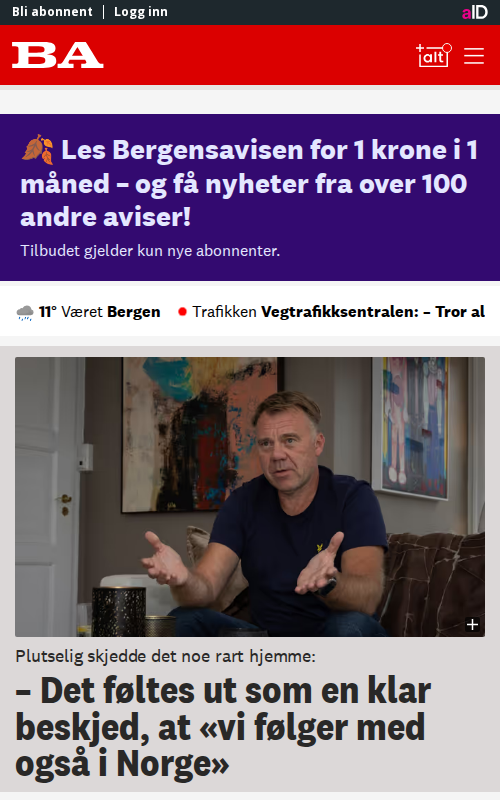 Bli abonnent | Logg inn
aID
BA
+alt
Les Bergensavisen for 1 krone i 1
måned – og få nyheter fra over 100
andre aviser!
Tilbudet gjelder kun nye abonnenter.
11° Været Bergen Trafikken Vegtrafikksentralen: – Tror al
Plutselig skjedde det noe rart hjemme:
– Det føltes ut som en klar
beskjed, at «vi følger med
også i Norge»